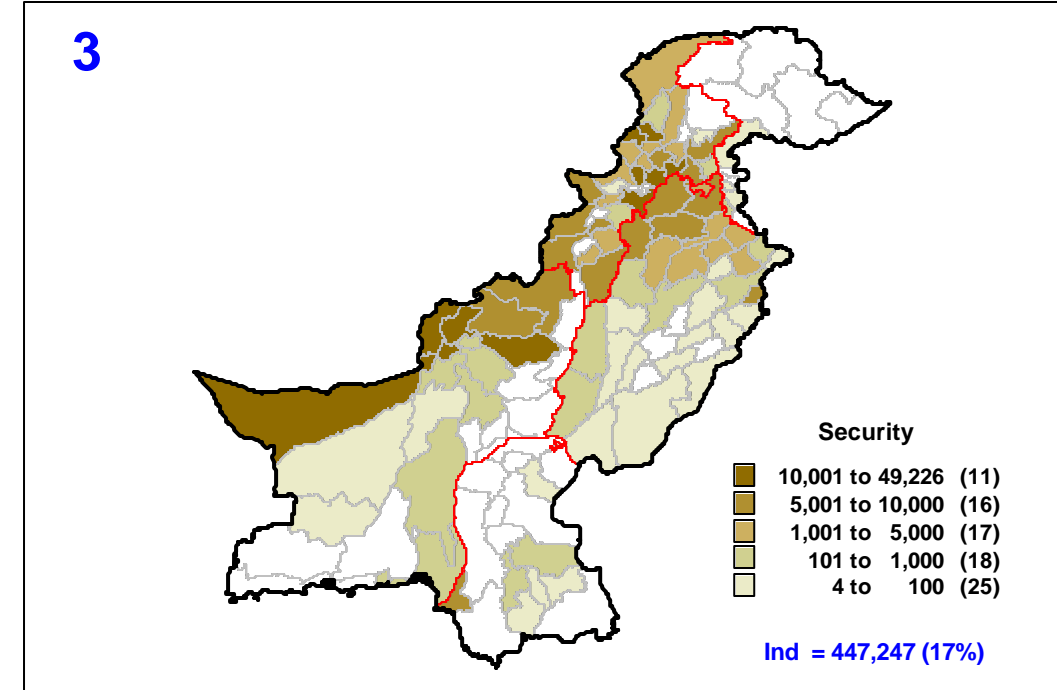 3
Security
10,001 to 49,226 (11)
5,001 to 10,000 (16)
1,001 to 5,000 (17)
101 to 1,000 (18)
4 to 100 (25)
Ind = 447,247 (17%)